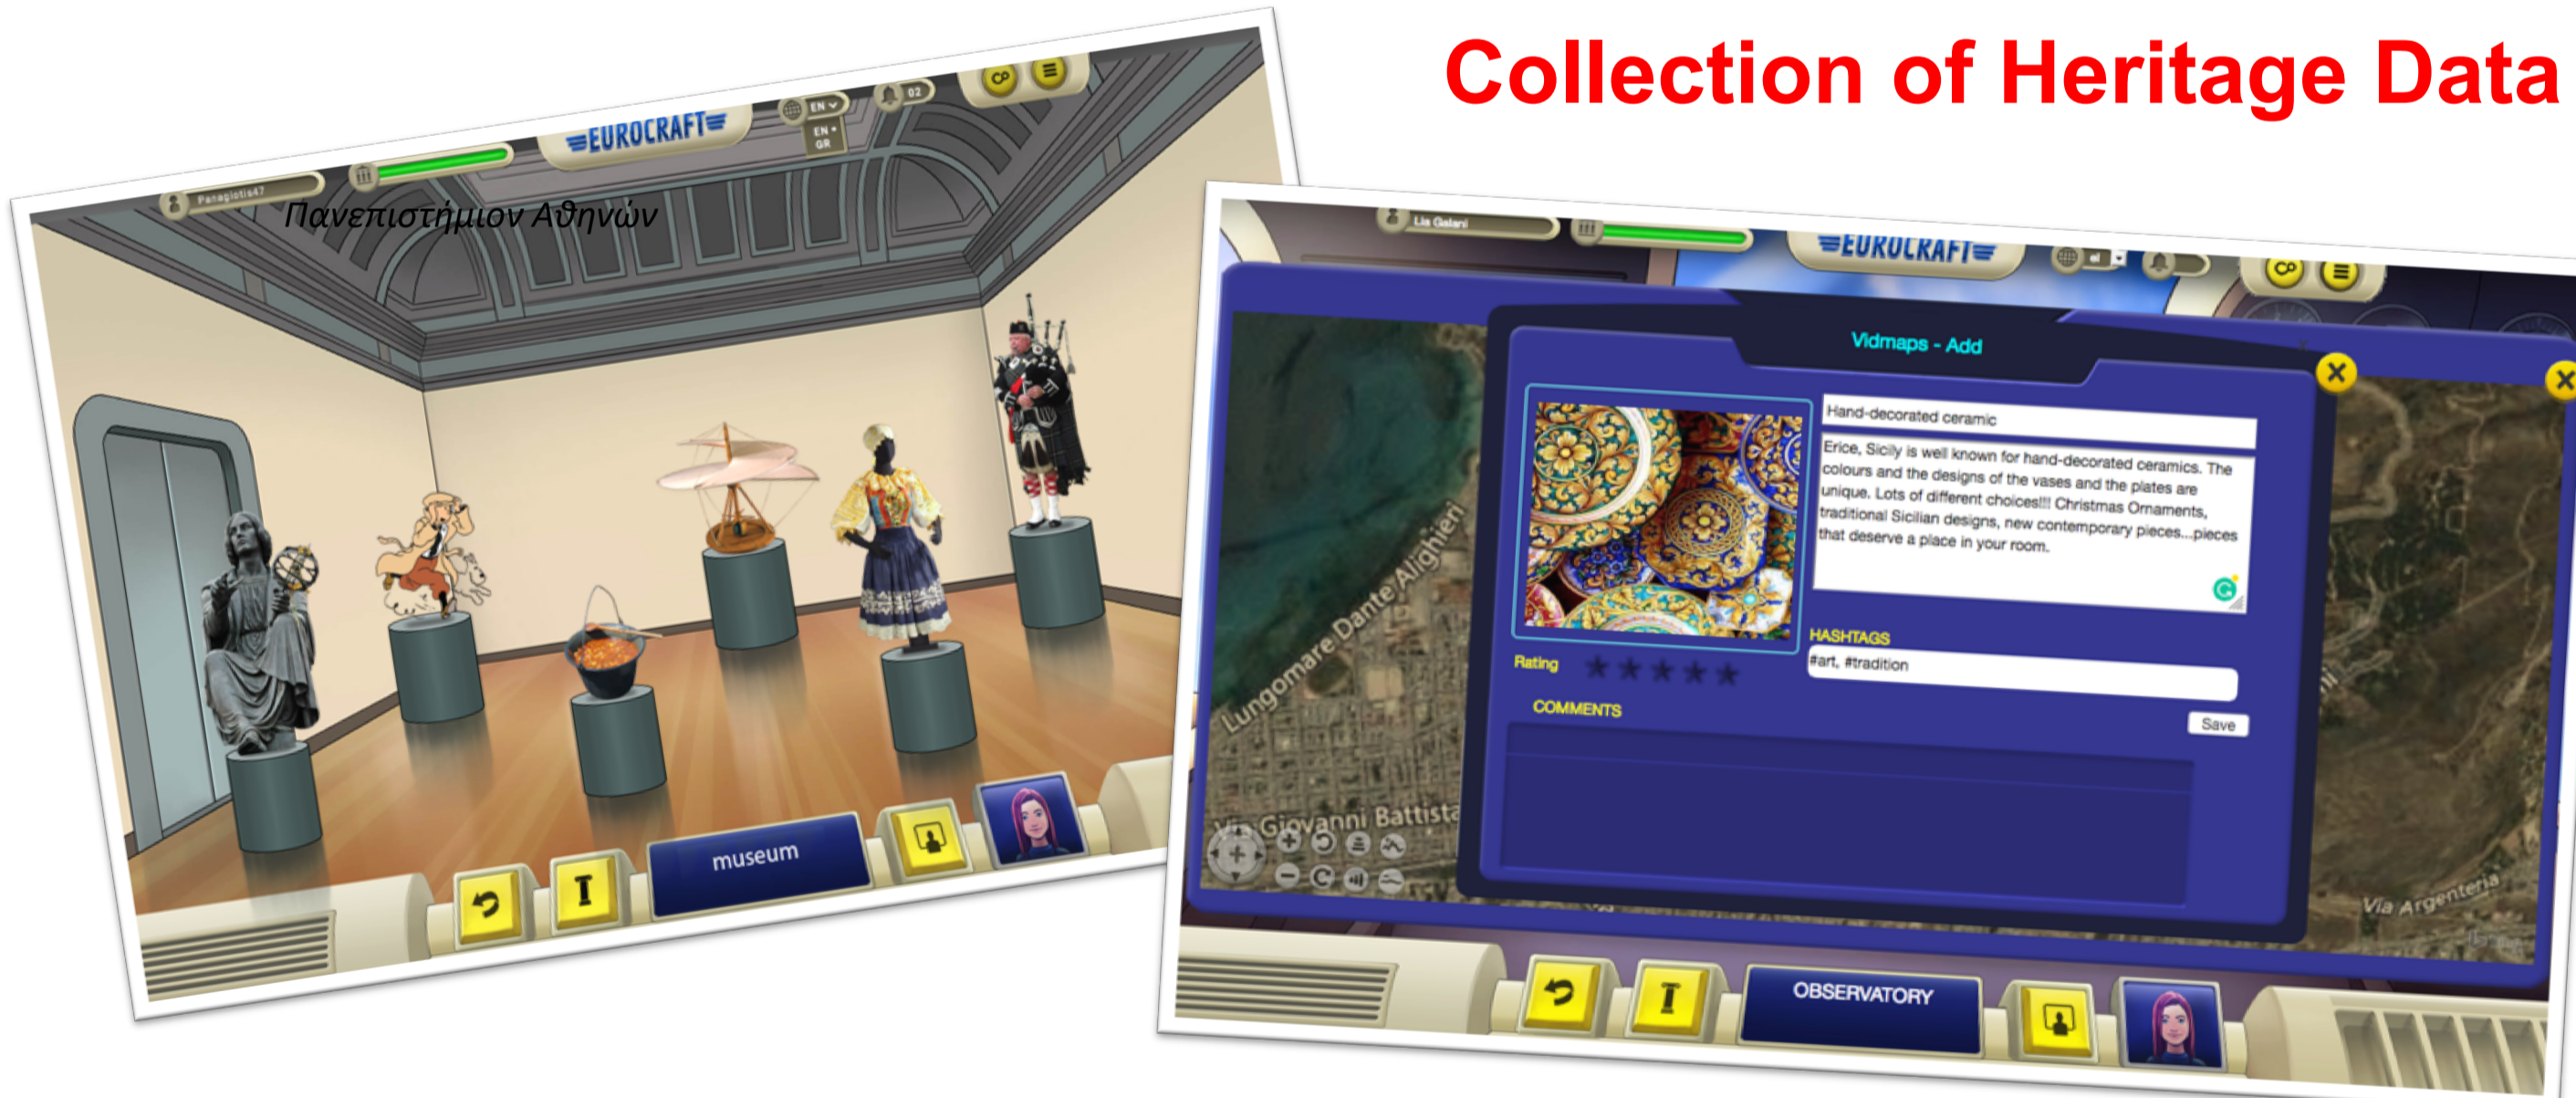 Collection of Heritage Data
EUROCRAFT
EN
EN
GR
02
Panagiotis47
Πανεπιστήμιον Αθηνών
museum
Lia Galani
EUROCRAFT
el
Vidmaps - Add
Hand-decorated ceramic
Erice, Sicily is well known for hand-decorated ceramics. The
colours and the designs of the vases and the plates are
unique. Lots of different choices!!! Christmas Ornaments,
traditional Sicilian designs, new contemporary pieces...pieces
that deserve a place in your room.
HASHTAGS
#art, #tradition
Rating
COMMENTS
Save
Lungomare Dante Alighieri
Via Giovanni Battista
Via Argenteria
OBSERVATORY